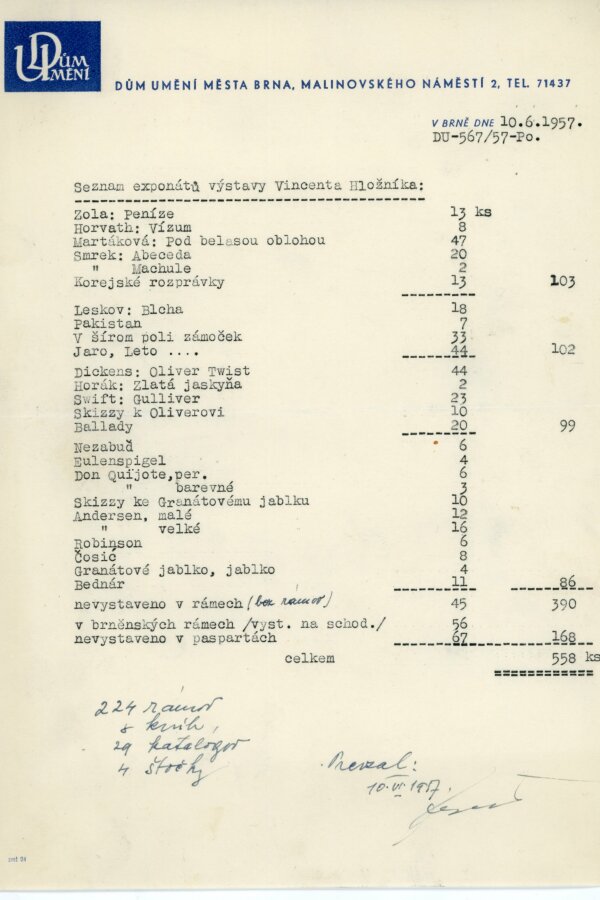 DŮM UMĚNÍ
DŮM UMĚNÍ MĚSTA BRNA, MALINOVSKÉHO NÁMĚSTÍ 2, TEL. 71437
V BRNĚ DNE 10.6.1957.
DU-567/57-Po.
Seznam exponátů výstavy Vincenta Hložníka:
Zola: Peníze 13 ks
Horvath: Vízum 8
Martáková: Pod belasou oblohou 47
Smrek: Abeceda 20
" Machule 2
Korejské rozprávky 13 103
Leskov: Blcha 18
Pakistan 7
V šírom poli zámoček 33
Jaro, Leto .... 44 102
Dickens: Oliver Twist 44
Horák: Zlatá jaskyňa 2
Swift: Gulliver 23
Skizzy k Oliverovi 10
Ballady 20 99
Nezabuď 6
Eulenspigel 4
Don Quijote,per. 6
" barevné 3
Skizzy ke Granátovému jablku 10
Andersen, malé 12
" velké 16
Robinson 6
Čosić 8
Granátové jablko, jablko 4
Bednár 11 86
nevystaveno v rámech (bez rámov) 45 390
v brněnských rámech /vyst. na schod./ 56
nevystaveno v paspartách 67 168
celkem 558 ks
224 rámov
8 kníh,
29 katalogov
4 štočky
Prevzal:
10.VI.1957.